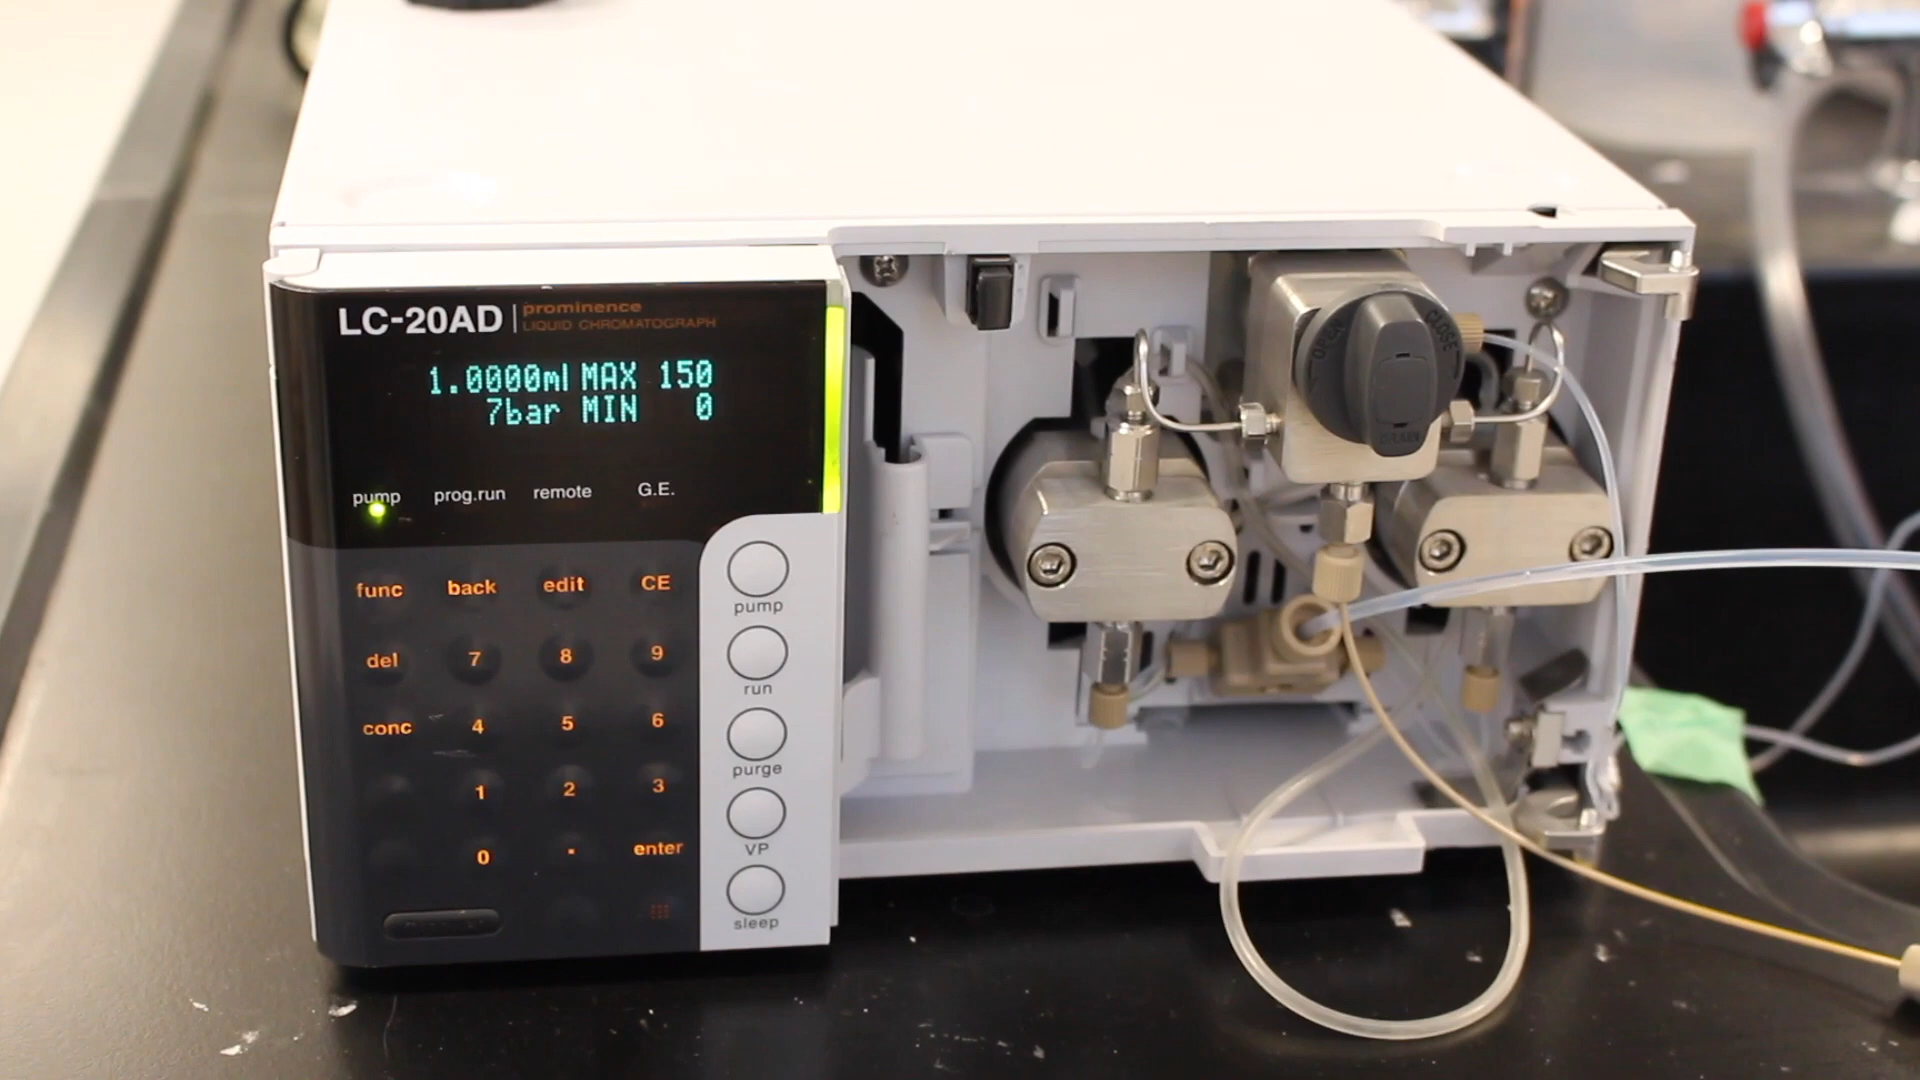 LC-20AD prominence
LIQUID CHROMATOGRAPH
1.0000ml MAX 150
7bar MIN 0
pump prog.run remote G.E.
func back edit CE
del 7 8 9
conc 4 5 6
1 2 3
0 . enter
pump
run
purge
VP
sleep
OPEN
CLOSE
DRAIN